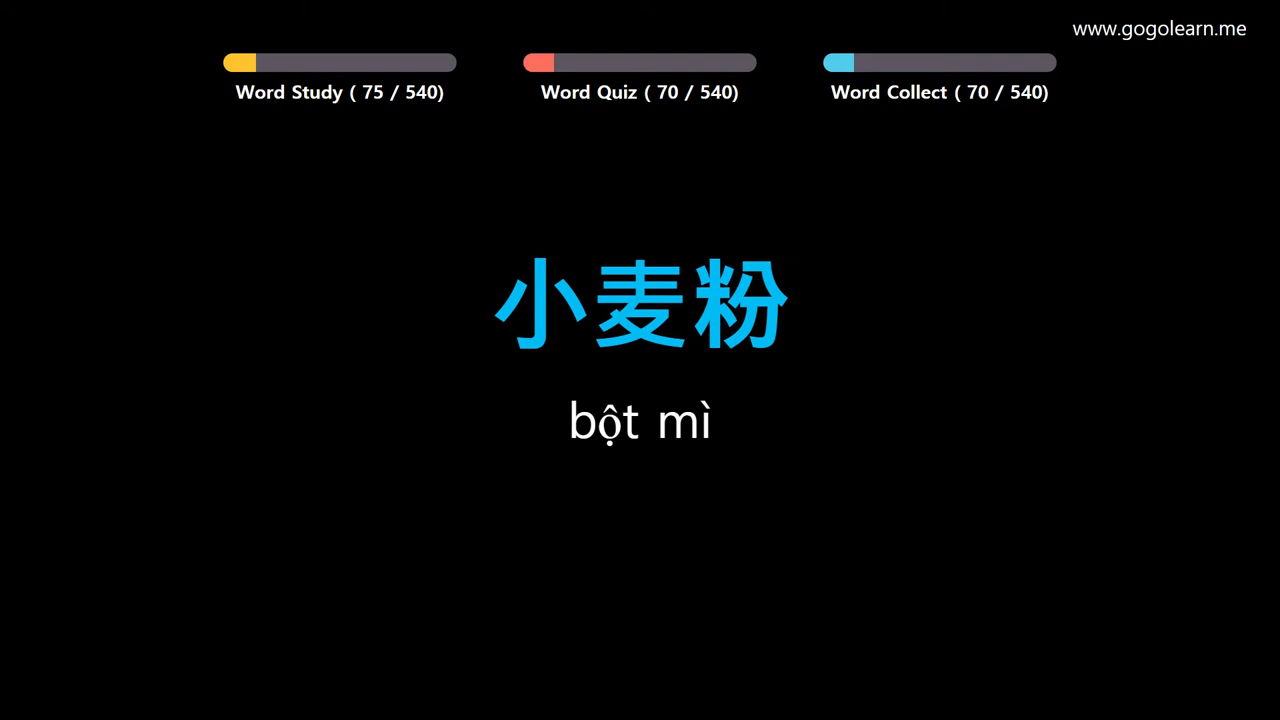 www.gogolearn.me
Word Study ( 75 / 540)
Word Quiz ( 70 / 540)
Word Collect ( 70 / 540)
小麦粉
bột mì